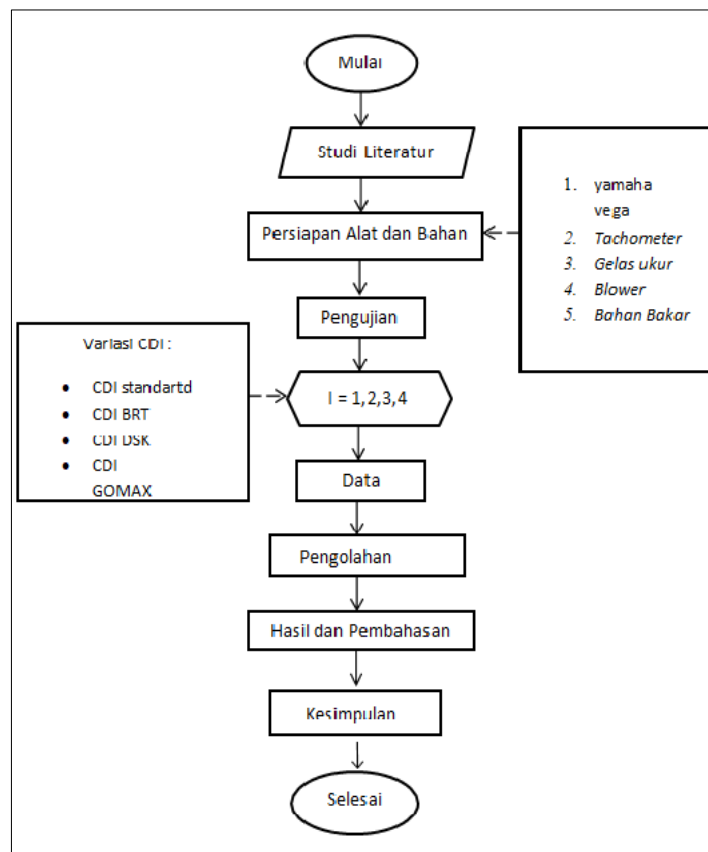 Mulai
Studi Literatur
Persiapan Alat dan Bahan
1. yamaha
vega
2. Tachometer
3. Gelas ukur
4. Blower
5. Bahan Bakar
Pengujian
Variasi CDI :
• CDI standartd
• CDI BRT
• CDI DSK
• CDI
GOMAX
I = 1,2,3,4
Data
Pengolahan
Hasil dan Pembahasan
Kesimpulan
Selesai